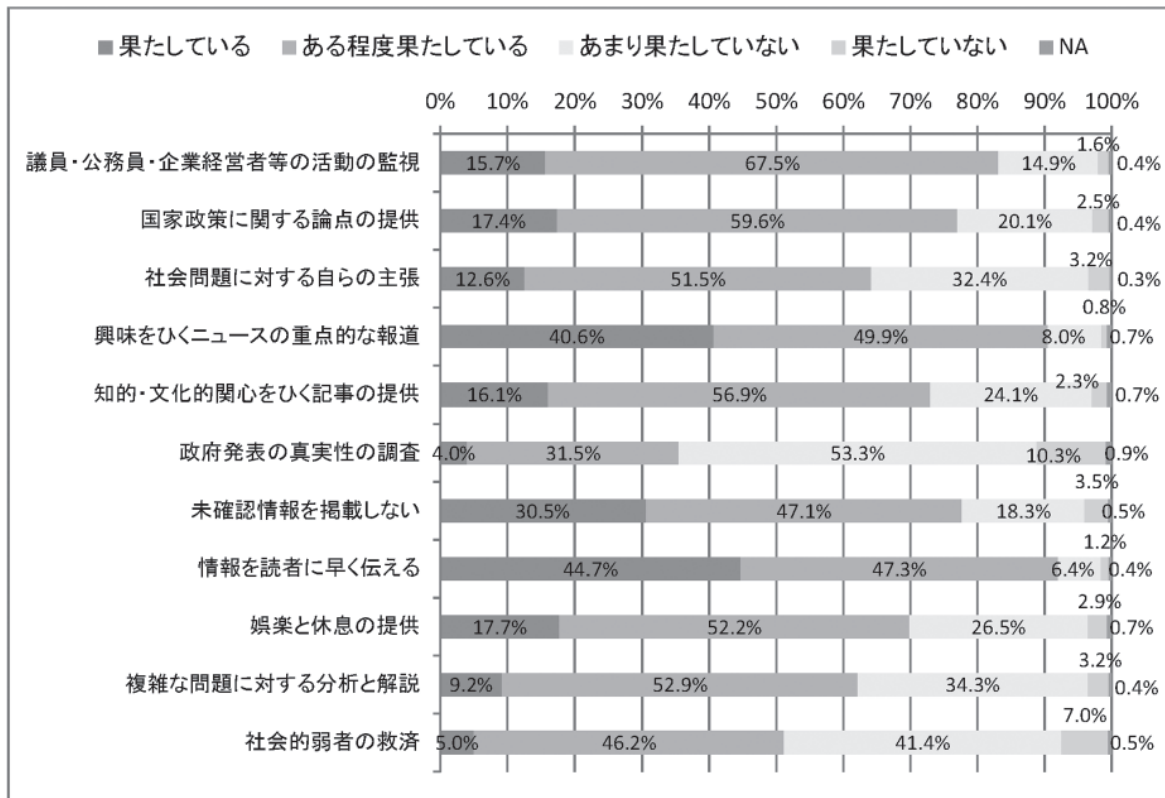 果たしている ある程度果たしている あまり果たしていない 果たしていない NA
0% 10% 20% 30% 40% 50% 60% 70% 80% 90% 100%
議員・公務員・企業経営者等の活動の監視 15.7% 67.5% 14.9% 1.6% 0.4%
国家政策に関する論点の提供 17.4% 59.6% 20.1% 2.5% 0.4%
社会問題に対する自らの主張 12.6% 51.5% 32.4% 3.2% 0.3%
興味をひくニュースの重点的な報道 40.6% 49.9% 8.0% 0.8% 0.7%
知的・文化的関心をひく記事の提供 16.1% 56.9% 24.1% 2.3% 0.7%
政府発表の真実性の調査 4.0% 31.5% 53.3% 10.3% 0.9%
未確認情報を掲載しない 30.5% 47.1% 18.3% 3.5% 0.5%
情報を読者に早く伝える 44.7% 47.3% 6.4% 1.2% 0.4%
娯楽と休息の提供 17.7% 52.2% 26.5% 2.9% 0.7%
複雑な問題に対する分析と解説 9.2% 52.9% 34.3% 3.2% 0.4%
社会的弱者の救済 5.0% 46.2% 41.4% 7.0% 0.5%